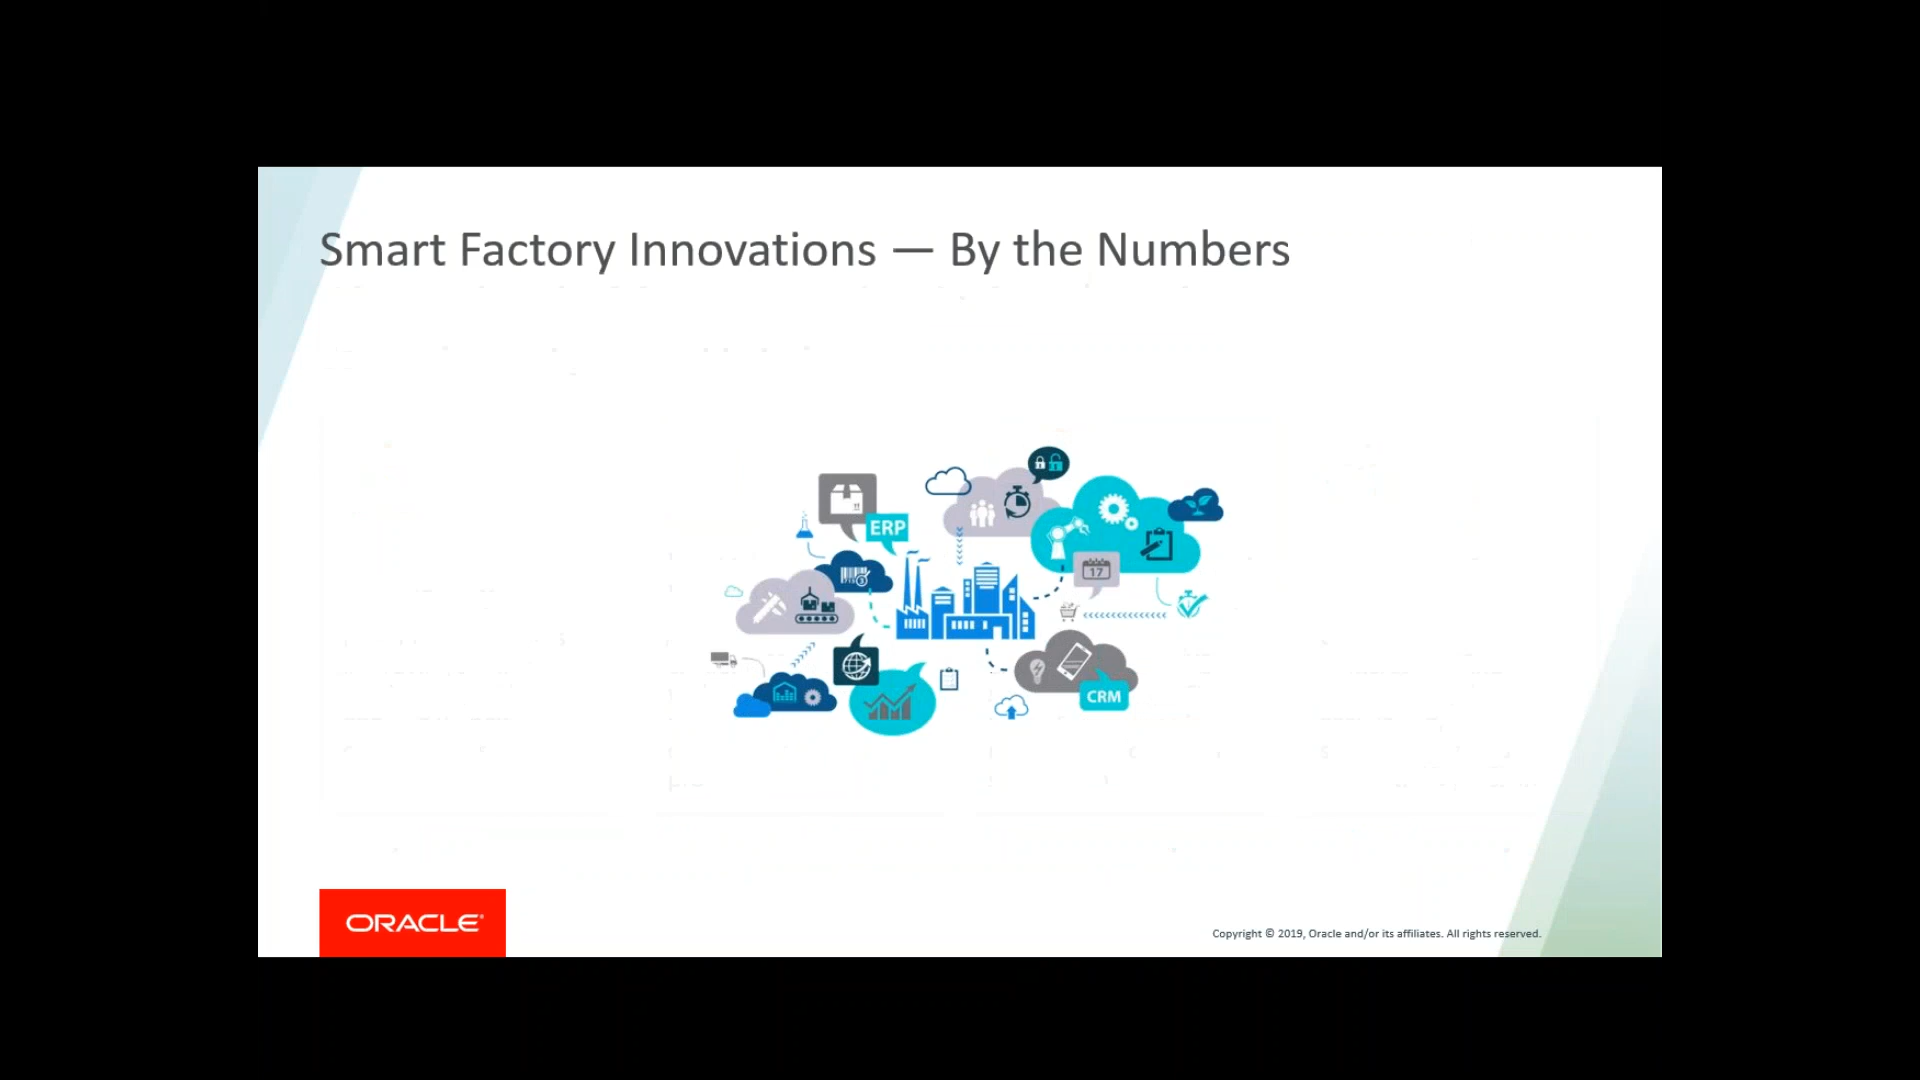 Smart Factory Innovations — By the Numbers
ERP
17
CRM
ORACLE®
Copyright © 2019, Oracle and/or its affiliates. All rights reserved.